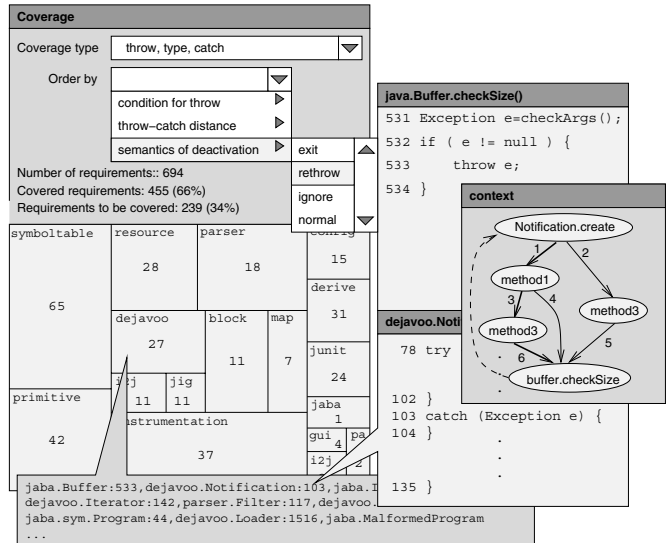 Coverage
Coverage type throw, type, catch
Order by
condition for throw
throw−catch distance
semantics of deactivation
exit
rethrow
ignore
normal
Number of requirements:: 694
Covered requirements: 455 (66%)
Requirements to be covered: 239 (34%)
symboltable
65
resource
28
parser
18
15
derive
31
dejavoo
27
block
11
map
7
junit
24
11
jig
11
jaba
1
primitive
42
37
gui
4
pa
2
i2j
java.Buffer.checkSize()
531 Exception e=checkArgs();
532 if ( e != null ) {
533 throw e;
534 }
context
Notification.create
1
2
method1
3
4
method3
method3
5
6
buffer.checkSize
dejavoo.Noti
78 try
.
102 }
103 catch (Exception e) {
104 }
.
.
.
135 }
jaba.Buffer:533,dejavoo.Notification:103,jaba.I
dejavoo.Iterator:142,parser.Filter:117,dejavoo.
jaba.sym.Program:44,dejavoo.Loader:1516,jaba.MalformedProgram
...